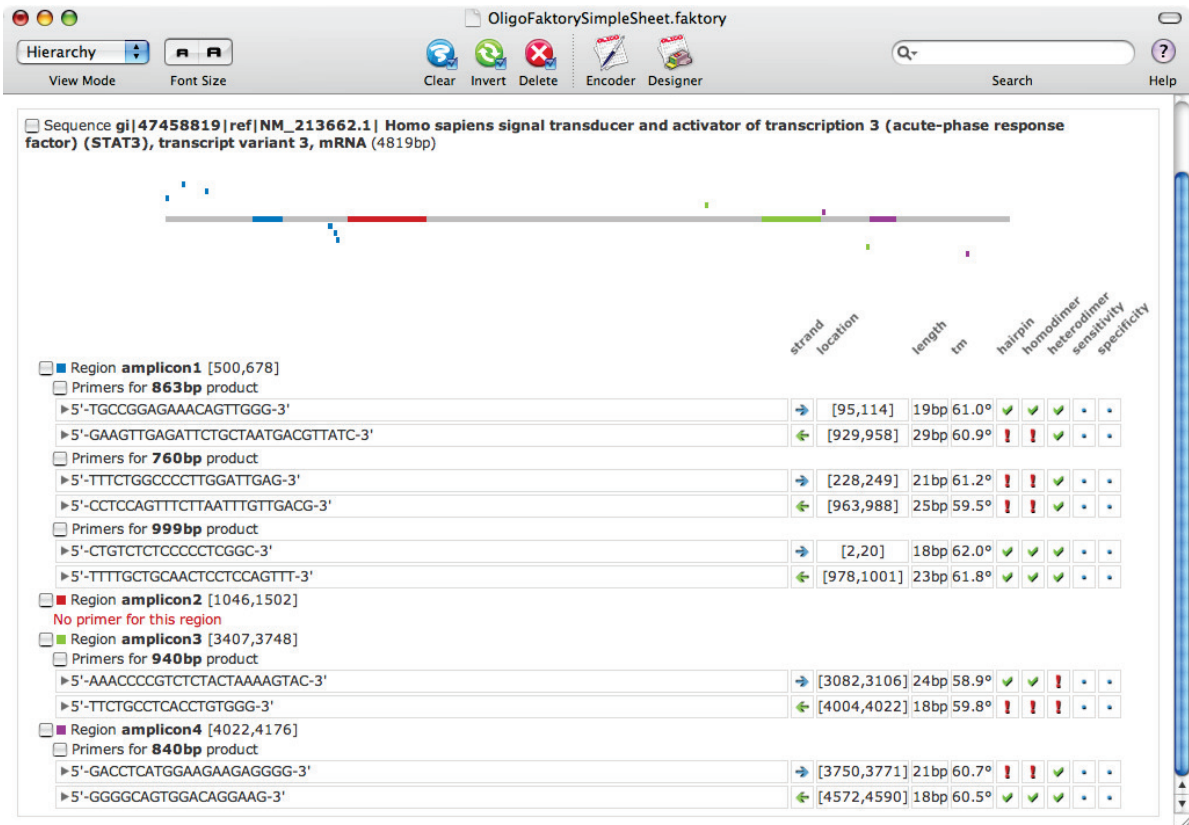 OligoFaktorySimpleSheet.faktory
Hierarchy
View Mode
A A
Font Size
Clear
Invert
Delete
OLIGO
Encoder
OLIGO
Designer
Search
?
Help
Sequence gi|47458819|ref|NM_213662.1| Homo sapiens signal transducer and activator of transcription 3 (acute-phase response
factor) (STAT3), transcript variant 3, mRNA (4819bp)
strand location length tm hairpin homodimer heterodimer sensitivity specificity
Region amplicon1 [500,678]
Primers for 863bp product
5'-TGCCGGAGAAACAGTTGGG-3' [95,114] 19bp 61.0°
5'-GAAGTTGAGATTCTGCTAATGACGTTATC-3' [929,958] 29bp 60.9° ! !
Primers for 760bp product
5'-TTTCTGGCCCCTTGGATTGAG-3' [228,249] 21bp 61.2° ! !
5'-CCTCCAGTTTCTTAATTTGTTGACG-3' [963,988] 25bp 59.5° ! !
Primers for 999bp product
5'-CTGTCTCTCCCCCTCGGC-3' [2,20] 18bp 62.0°
5'-TTTTGCTGCAACTCCTCCAGTTT-3' [978,1001] 23bp 61.8°
Region amplicon2 [1046,1502]
No primer for this region
Region amplicon3 [3407,3748]
Primers for 940bp product
5'-AAACCCCGTCTCTACTAAAAGTAC-3' [3082,3106] 24bp 58.9° !
5'-TTCTGCCTCACCTGTGGG-3' [4004,4022] 18bp 59.8° ! ! !
Region amplicon4 [4022,4176]
Primers for 840bp product
5'-GACCTCATGGAAGAAGAGGGG-3' [3750,3771] 21bp 60.7° ! !
5'-GGGGCAGTGGACAGGAAG-3' [4572,4590] 18bp 60.5°